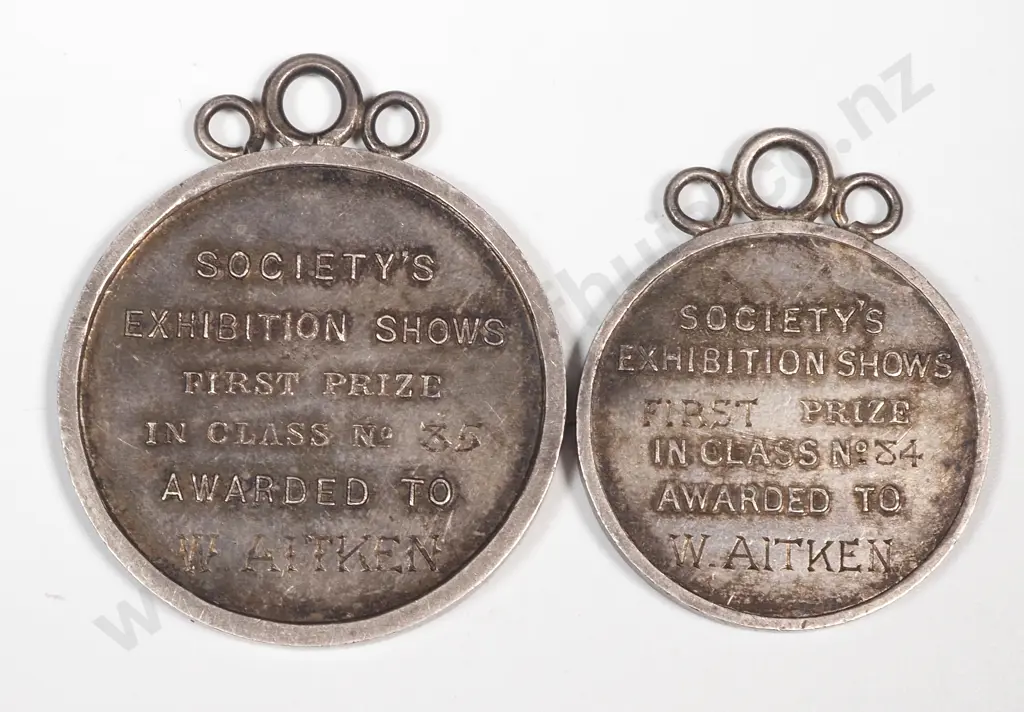 SOCIETY'S
EXHIBITION SHOWS
FIRST PRIZE
IN CLASS No 35
AWARDED TO
W AITKEN
SOCIETY'S
EXHIBITION SHOWS
FIRST PRIZE
IN CLASS No 34
AWARDED TO
W. AITKEN